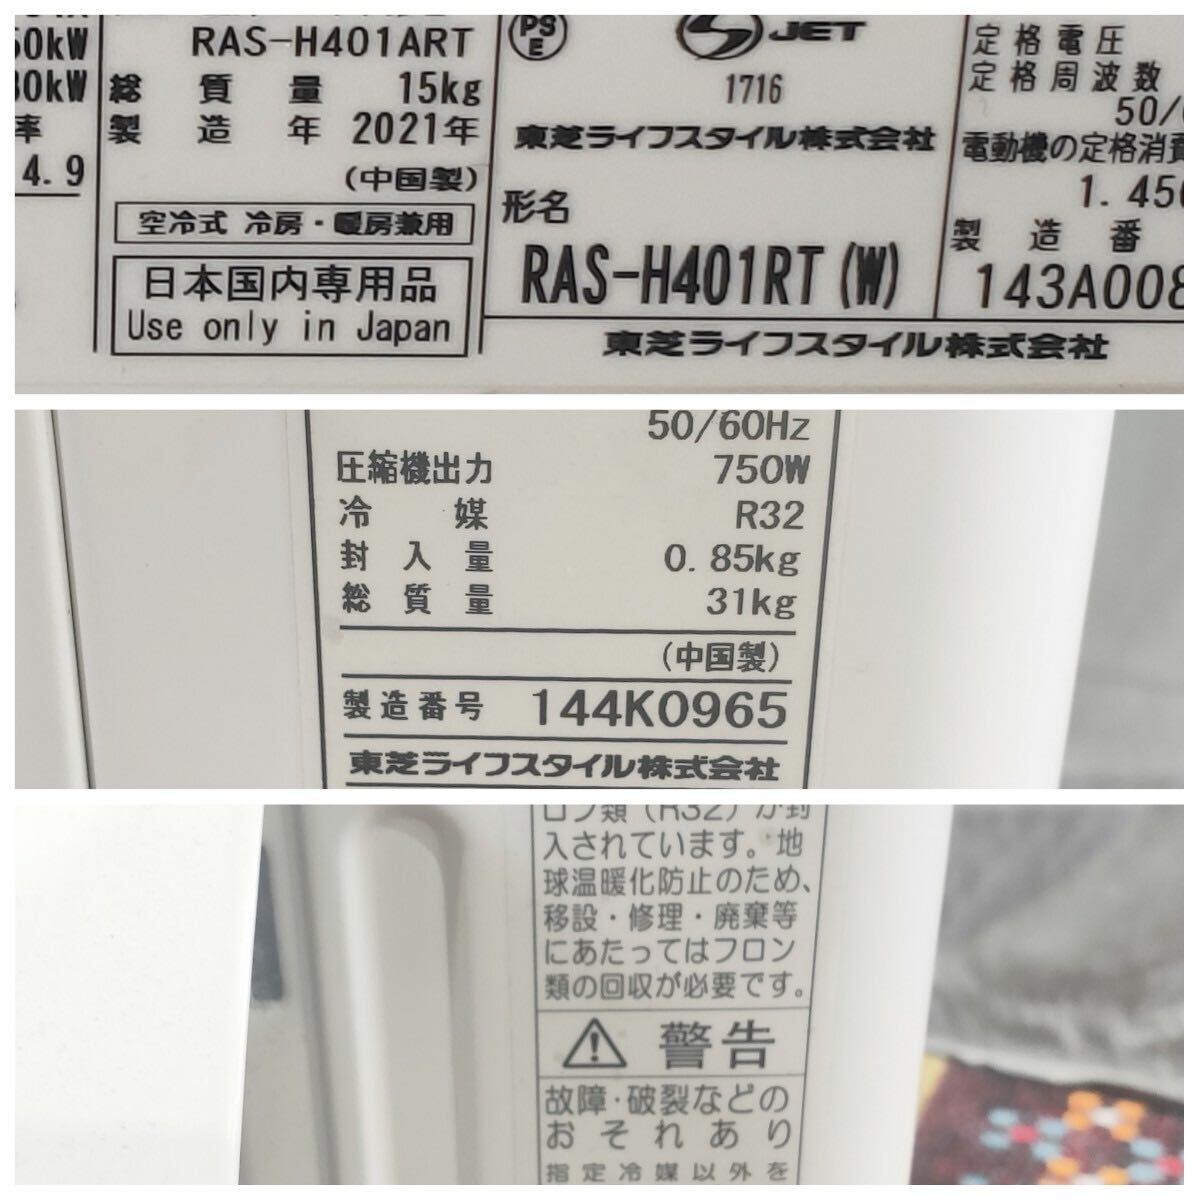 50kW
80kW
率
4.9
RAS-H401ART
総質量 15kg
製造年 2021年
(中国製)
空冷式 冷房・暖房兼用
日本国内専用品
Use only in Japan
PS
E
JET
1716
東芝ライフスタイル株式会社
形名
RAS-H401RT(W)
定格電圧
定格周波数
50/
電動機の定格消費
1.45
製造番
143A008
東芝ライフスタイル株式会社
50/60Hz
圧縮機出力 750W
冷媒 R32
封入量 0.85kg
総質量 31kg
(中国製)
製造番号 144K0965
東芝ライフスタイル株式会社
ロン類(R32)が封
入されています。地
球温暖化防止のため、
移設・修理・廃棄等
にあたってはフロン
類の回収が必要です。
警告
故障・破裂などの
おそれあり
指定冷媒以外を